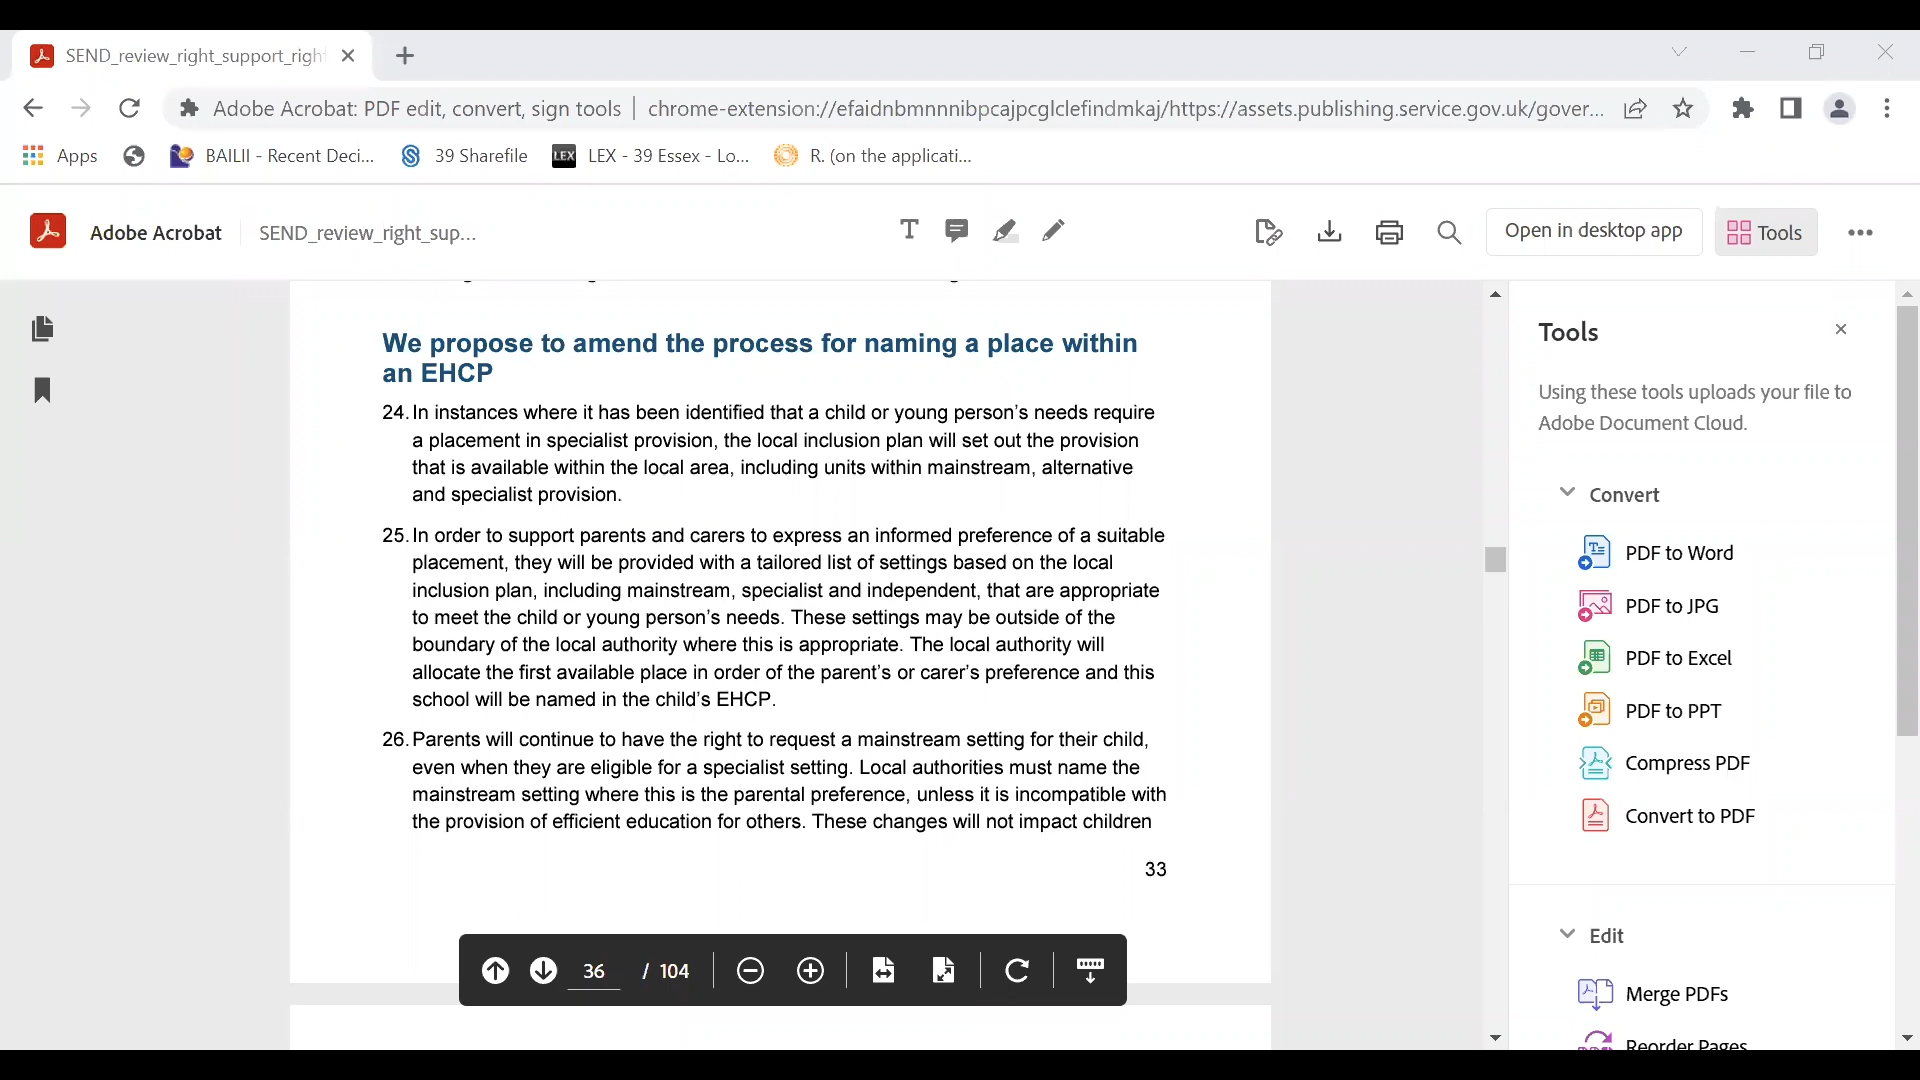 SEND_review_right_support_righ
Adobe Acrobat: PDF edit, convert, sign tools | chrome-extension://efaidnbmnnnibpcajpcglclefindmkaj/https://assets.publishing.service.gov.uk/gover...
Apps BAILII - Recent Deci... 39 Sharefile LEX LEX - 39 Essex - Lo... R. (on the applicati...
Adobe Acrobat SEND_review_right_sup... Open in desktop app Tools
We propose to amend the process for naming a place within
an EHCP
24. In instances where it has been identified that a child or young person's needs require
a placement in specialist provision, the local inclusion plan will set out the provision
that is available within the local area, including units within mainstream, alternative
and specialist provision.
25. In order to support parents and carers to express an informed preference of a suitable
placement, they will be provided with a tailored list of settings based on the local
inclusion plan, including mainstream, specialist and independent, that are appropriate
to meet the child or young person's needs. These settings may be outside of the
boundary of the local authority where this is appropriate. The local authority will
allocate the first available place in order of the parent's or carer's preference and this
school will be named in the child's EHCP.
26. Parents will continue to have the right to request a mainstream setting for their child,
even when they are eligible for a specialist setting. Local authorities must name the
mainstream setting where this is the parental preference, unless it is incompatible with
the provision of efficient education for others. These changes will not impact children
33
36 / 104
Tools
Using these tools uploads your file to
Adobe Document Cloud.
Convert
PDF to Word
PDF to JPG
PDF to Excel
PDF to PPT
Compress PDF
Convert to PDF
Edit
Merge PDFs
Reorder Pages